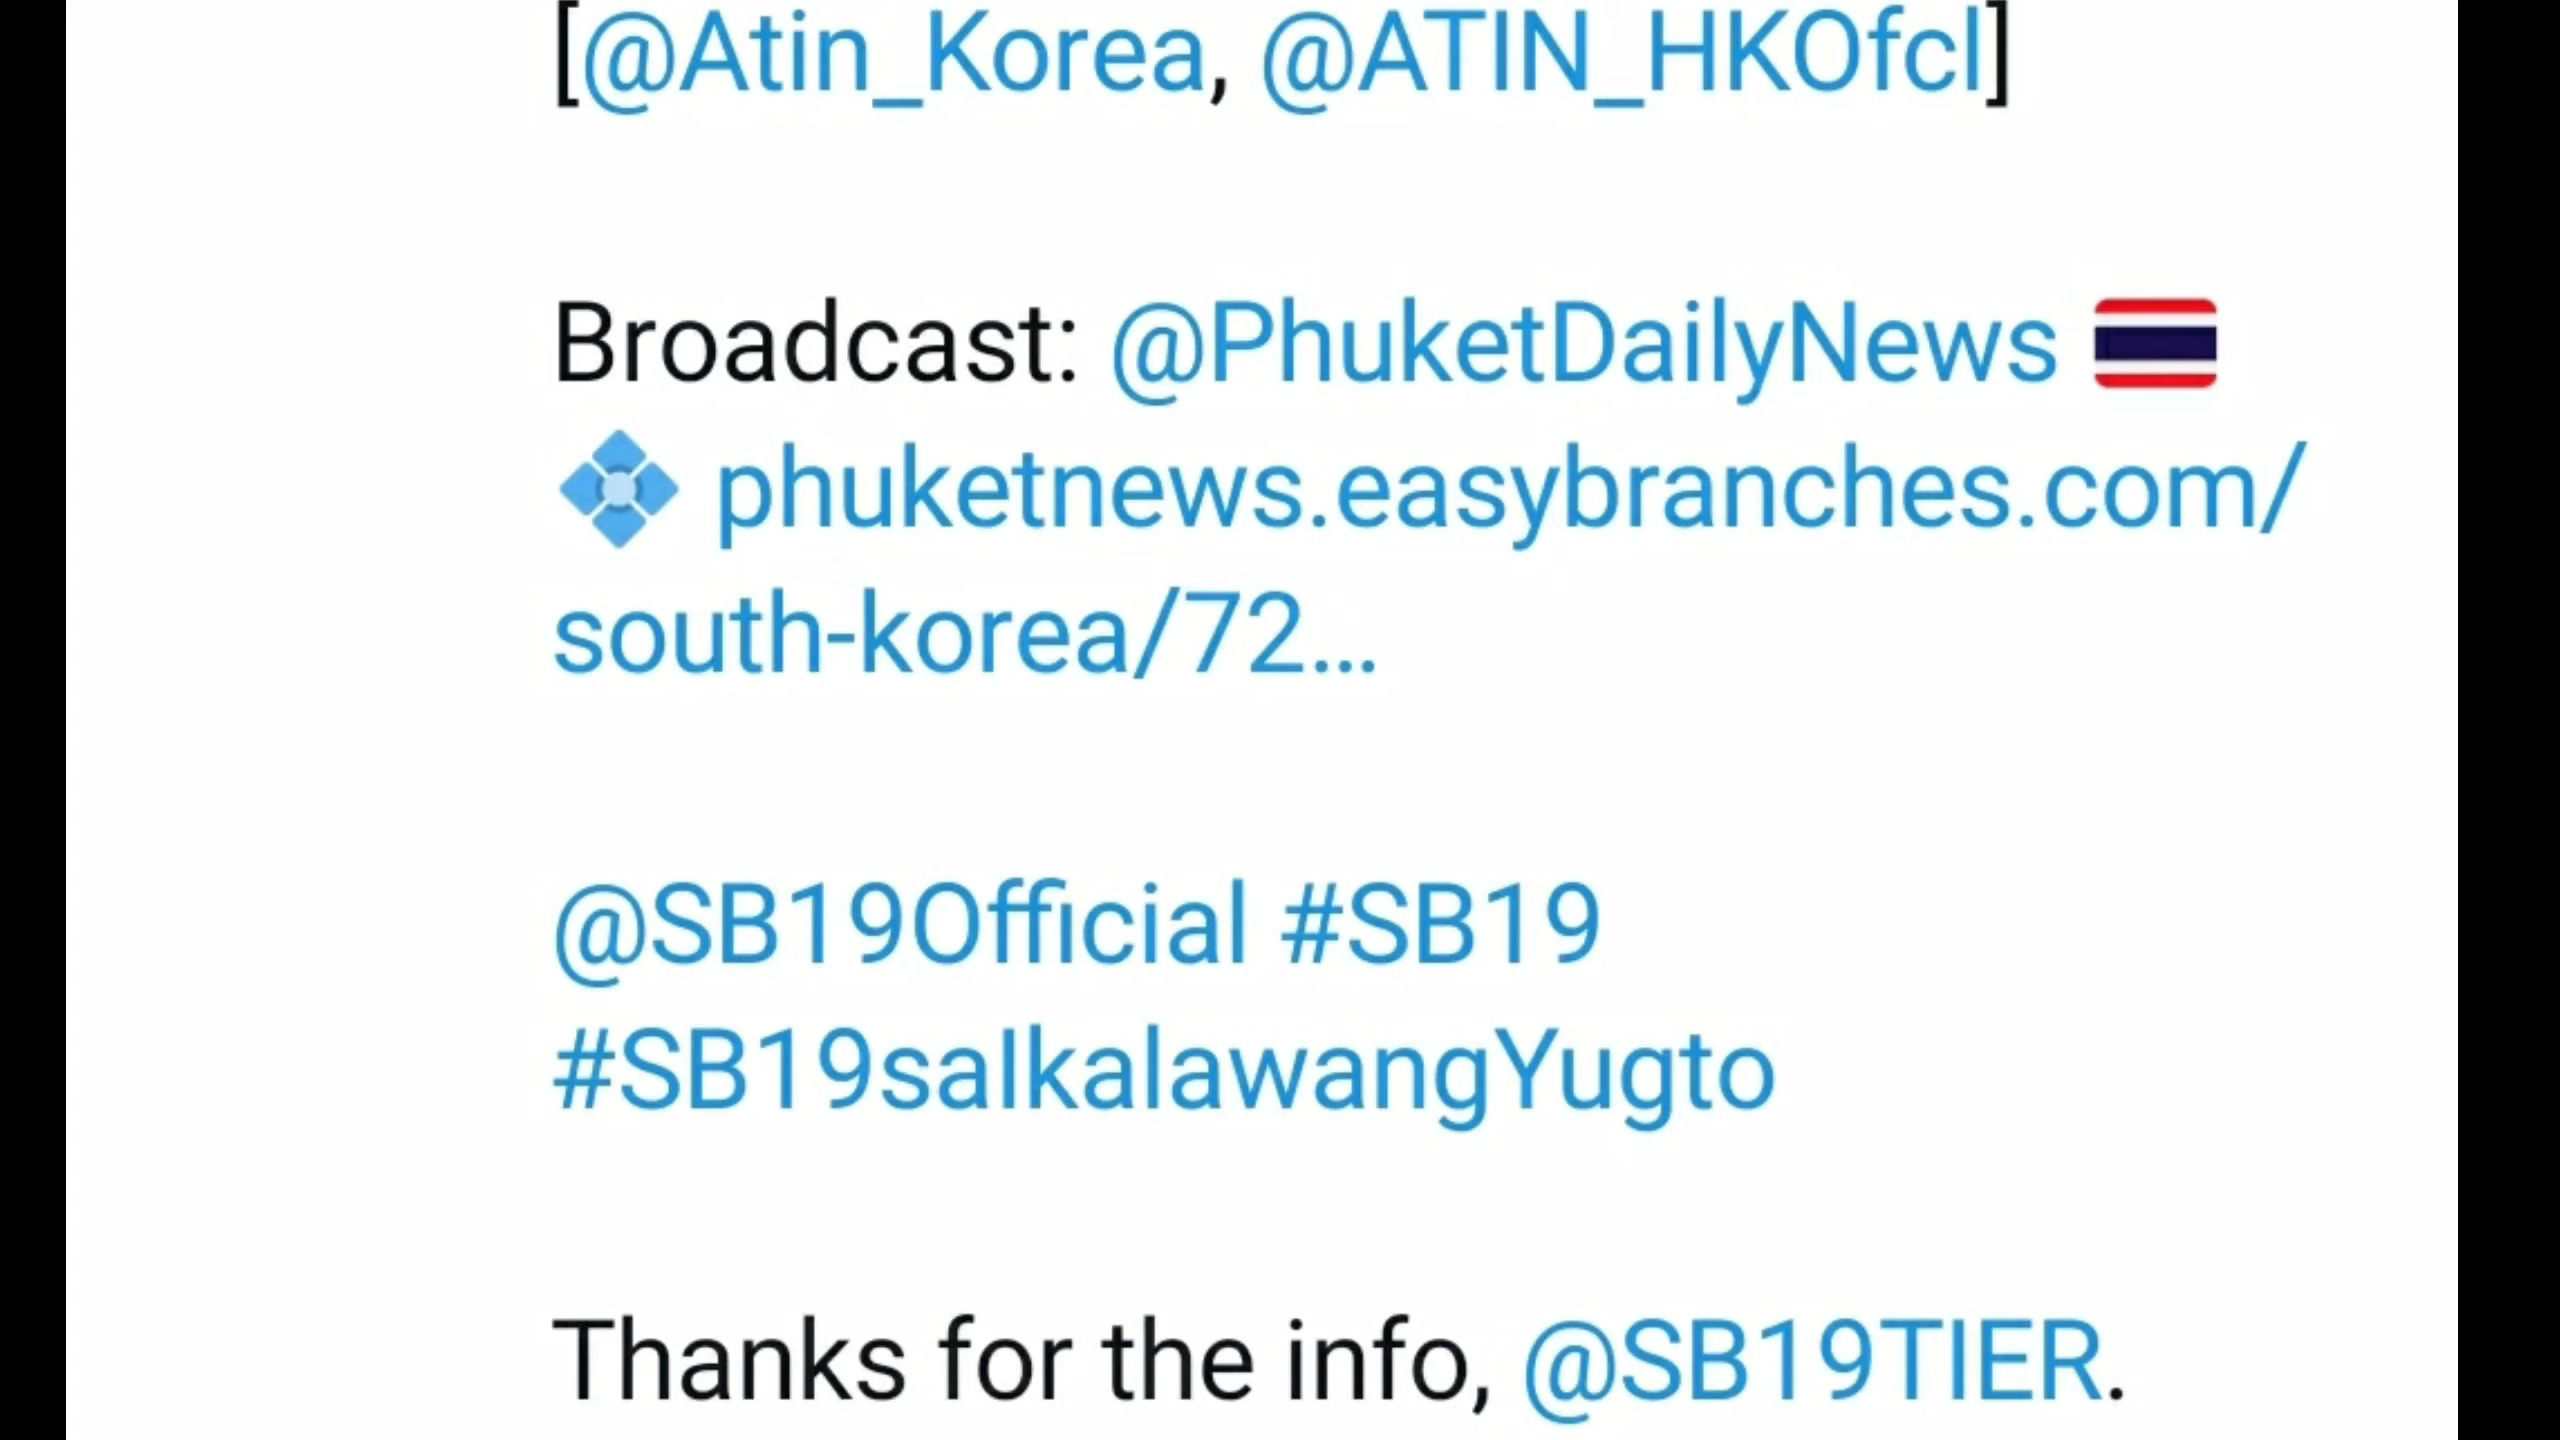 [@Atin_Korea, @ATIN_HKOfcl]
Broadcast: @PhuketDailyNews 🇹🇭
💠 phuketnews.easybranches.com/
south-korea/72...
@SB19Official #SB19
#SB19saIkalawangYugto
Thanks for the info, @SB19TIER.